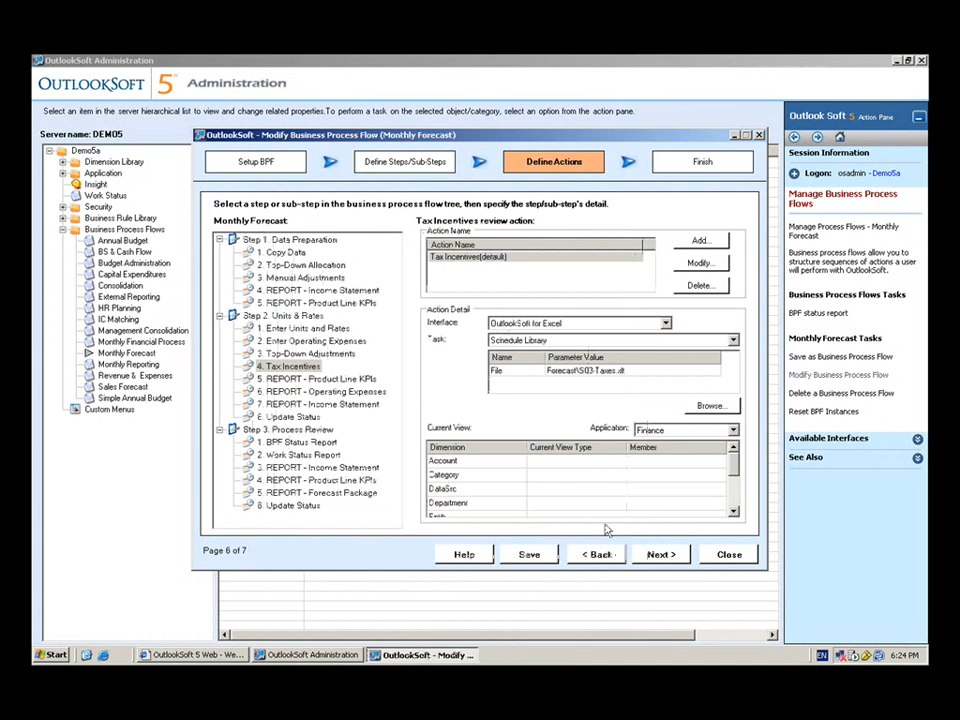 OutlookSoft Administration
OUTLOOKSOFT 5 Administration
Select an item in the server hierarchical list to view and change related properties.To perform a task on the selected object/category, select an option from the action pane.
Server name: DEMO5
Demo5a
Dimension Library
Application
Insight
Work Status
Security
Business Rule Library
Business Process Flows
Annual Budget
BS & Cash Flow
Budget Administration
Capital Expenditures
Consolidation
External Reporting
HR Planning
IC Matching
Management Consolidation
Monthly Financial Process
Monthly Forecast
Monthly Reporting
Revenue & Expenses
Sales Forecast
Simple Annual Budget
Custom Menus
OutlookSoft - Modify Business Process Flow (Monthly Forecast)
Setup BPF
Define Steps/Sub-Steps
Define Actions
Finish
Select a step or sub-step in the business process flow tree, then specify the step/sub-step's detail.
Monthly Forecast:
Step 1. Data Preparation
1. Copy Data
2. Top-Down Allocation
3. Manual Adjustments
4. REPORT - Income Statement
5. REPORT - Product Line KPIs
Step 2. Units & Rates
1. Enter Units and Rates
2. Enter Operating Expenses
3. Top-Down Adjustments
4. Tax Incentives
5. REPORT - Product Line KPIs
6. REPORT - Operating Expenses
7. REPORT - Income Statement
8. Update Status
Step 3. Process Review
1. BPF Status Report
2. Work Status Report
3. REPORT - Income Statement
4. REPORT - Product Line KPIs
5. REPORT - Forecast Package
6. Update Status
Tax Incentives review action:
Action Name
Action Name
Tax Incentives(default)
Add...
Modify...
Delete...
Action Detail
Interface: OutlookSoft for Excel
Task: Schedule Library
Name Parameter Value
File Forecast\S03-Taxes.xlt
Browse...
Current View: Application: Finance
Dimension Current View Type Member
Account
Category
DataSrc
Department
Entity
Page 6 of 7
Help
Save
< Back
Next >
Close
Outlook Soft 5 Action Pane
Session Information
Logon: osadmin - Demo5a
Manage Business Process
Flows
Manage Process Flows - Monthly
Forecast
Business process flows allow you to
structure sequences of actions a user
will perform with OutlookSoft.
Business Process Flows Tasks
BPF status report
Monthly Forecast Tasks
Save as Business Process Flow
Modify Business Process Flow
Delete a Business Process Flow
Reset BPF Instances
Available Interfaces
See Also
Start
OutlookSoft 5 Web - We...
OutlookSoft Administration
OutlookSoft - Modify ...
EN
6:24 PM